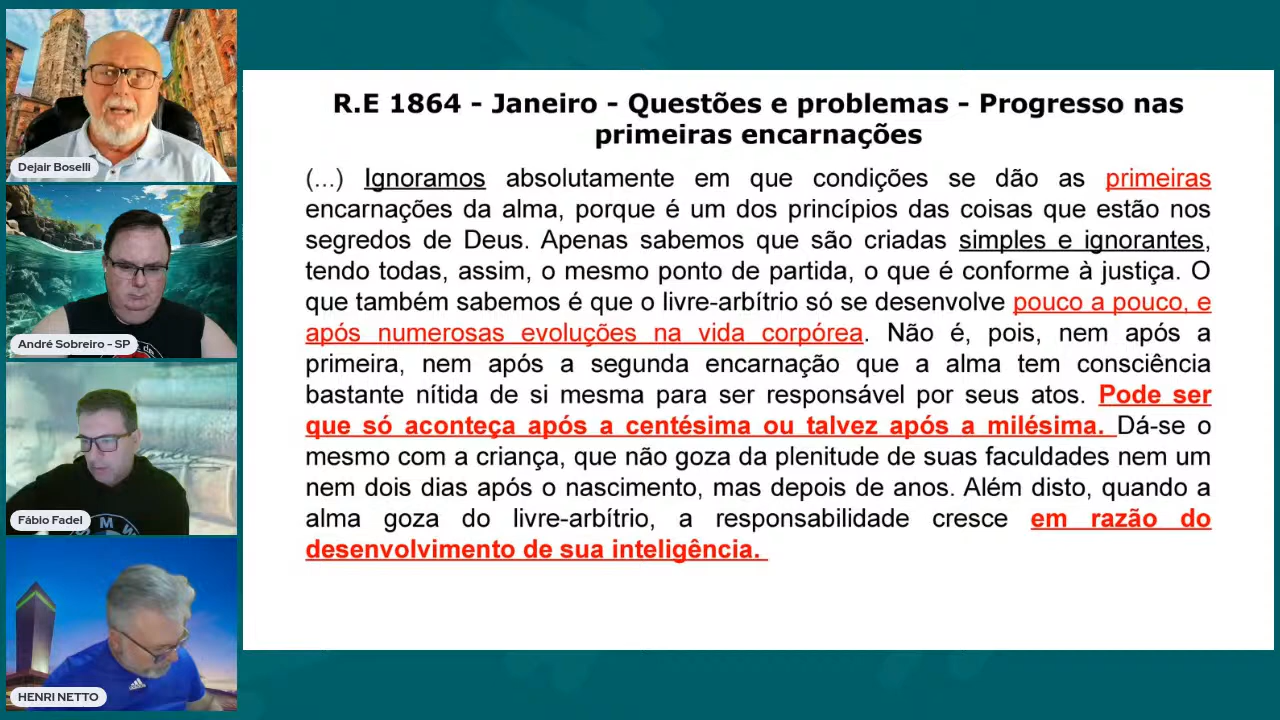 Dejair Boselli
André Sobreiro - SP
Fábio Fadel
HENRI NETTO
R.E 1864 - Janeiro - Questões e problemas - Progresso nas
primeiras encarnações
(...) Ignoramos absolutamente em que condições se dão as primeiras
encarnações da alma, porque é um dos princípios das coisas que estão nos
segredos de Deus. Apenas sabemos que são criadas simples e ignorantes,
tendo todas, assim, o mesmo ponto de partida, o que é conforme à justiça. O
que também sabemos é que o livre-arbítrio só se desenvolve pouco a pouco, e
após numerosas evoluções na vida corpórea. Não é, pois, nem após a
primeira, nem após a segunda encarnação que a alma tem consciência
bastante nítida de si mesma para ser responsável por seus atos. Pode ser
que só aconteça após a centésima ou talvez após a milésima. Dá-se o
mesmo com a criança, que não goza da plenitude de suas faculdades nem um
nem dois dias após o nascimento, mas depois de anos. Além disto, quando a
alma goza do livre-arbítrio, a responsabilidade cresce em razão do
desenvolvimento de sua inteligência.